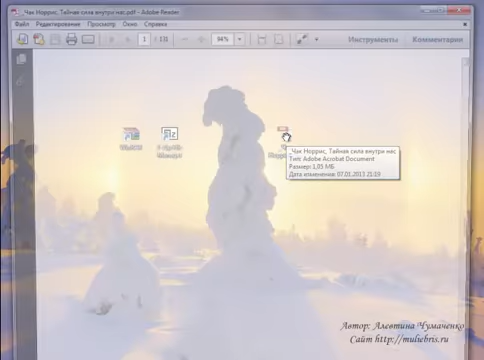 Чак Норрис, Тайная сила внутри нас.pdf - Adobe Reader
Файл Редактирование Просмотр Окно Справка
1 / 131 94% Инструменты Комментарии
Чак Норрис, Тайная сила внутри нас
Тип: Adobe Acrobat Document
Размер: 1,05 МБ
Дата изменения: 07.01.2013 21:19
Автор: Алевтина Чумаченко
Сайт http://muliebris.ru